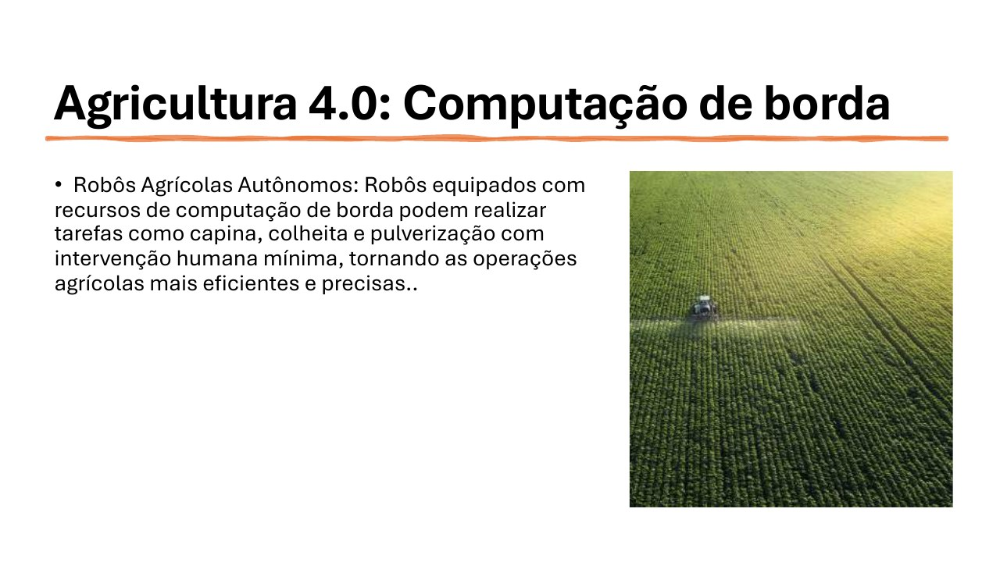 Agricultura 4.0: Computação de borda
• Robôs Agrícolas Autônomos: Robôs equipados com
recursos de computação de borda podem realizar
tarefas como capina, colheita e pulverização com
intervenção humana mínima, tornando as operações
agrícolas mais eficientes e precisas..